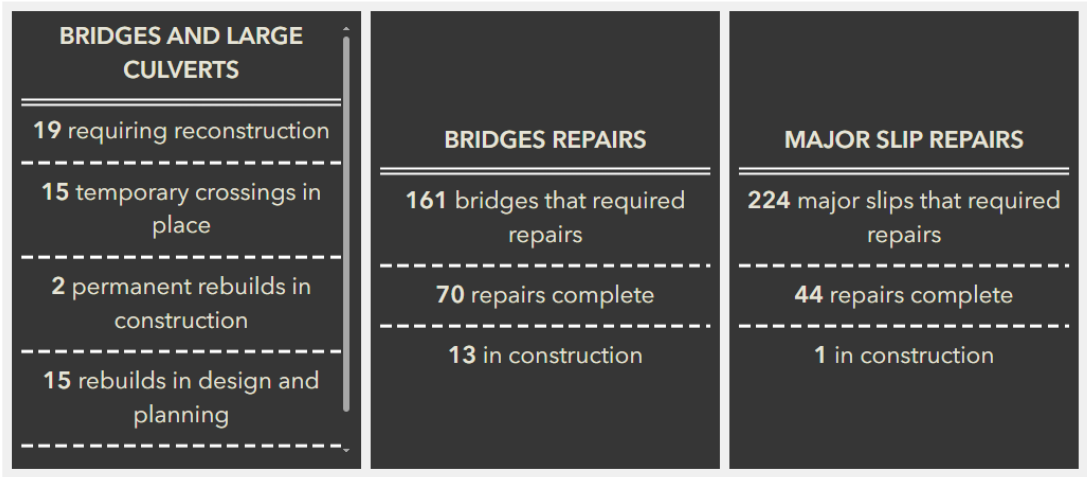 BRIDGES AND LARGE
CULVERTS
19 requiring reconstruction
15 temporary crossings in
place
2 permanent rebuilds in
construction
15 rebuilds in design and
planning
BRIDGES REPAIRS
161 bridges that required
repairs
70 repairs complete
13 in construction
MAJOR SLIP REPAIRS
224 major slips that required
repairs
44 repairs complete
1 in construction